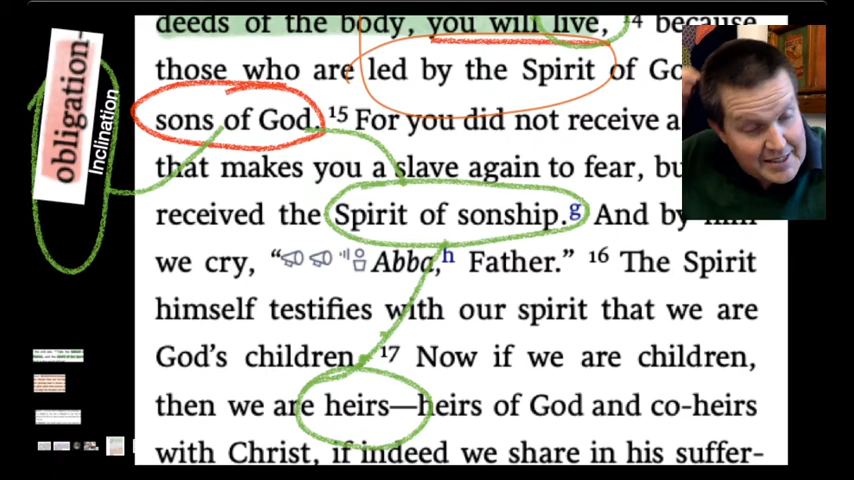 obligation-
Inclination
deeds of the body, you will live, 14 because
those who are led by the Spirit of Go
sons of God. 15 For you did not receive a
that makes you a slave again to fear, bu
received the Spirit of sonship.g And by him
we cry, “Abba,h Father.” 16 The Spirit
himself testifies with our spirit that we are
God’s children. 17 Now if we are children,
then we are heirs—heirs of God and co-heirs
with Christ, if indeed we share in his suffer-